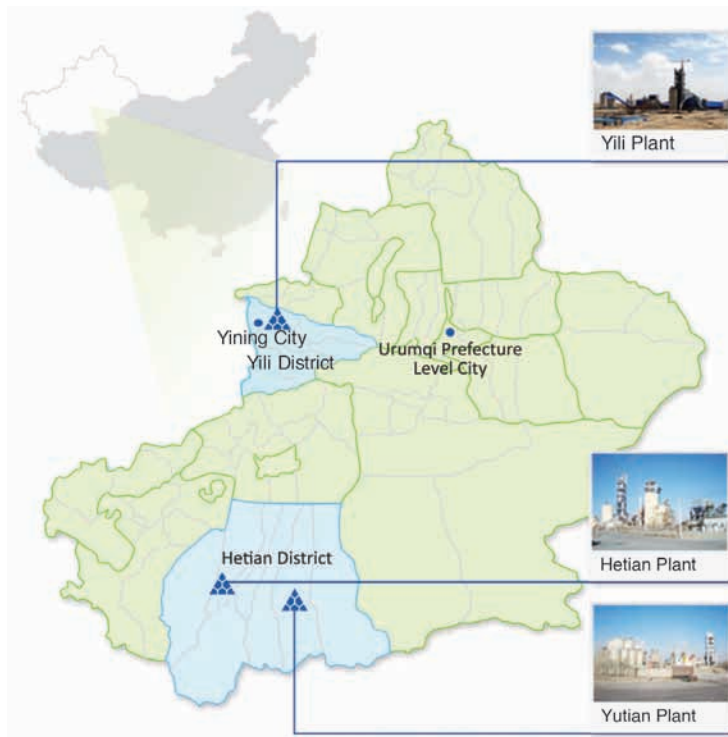 Yili Plant
Yining City
Yili District
Urumqi Prefecture
Level City
Hetian District
Hetian Plant
Yutian Plant